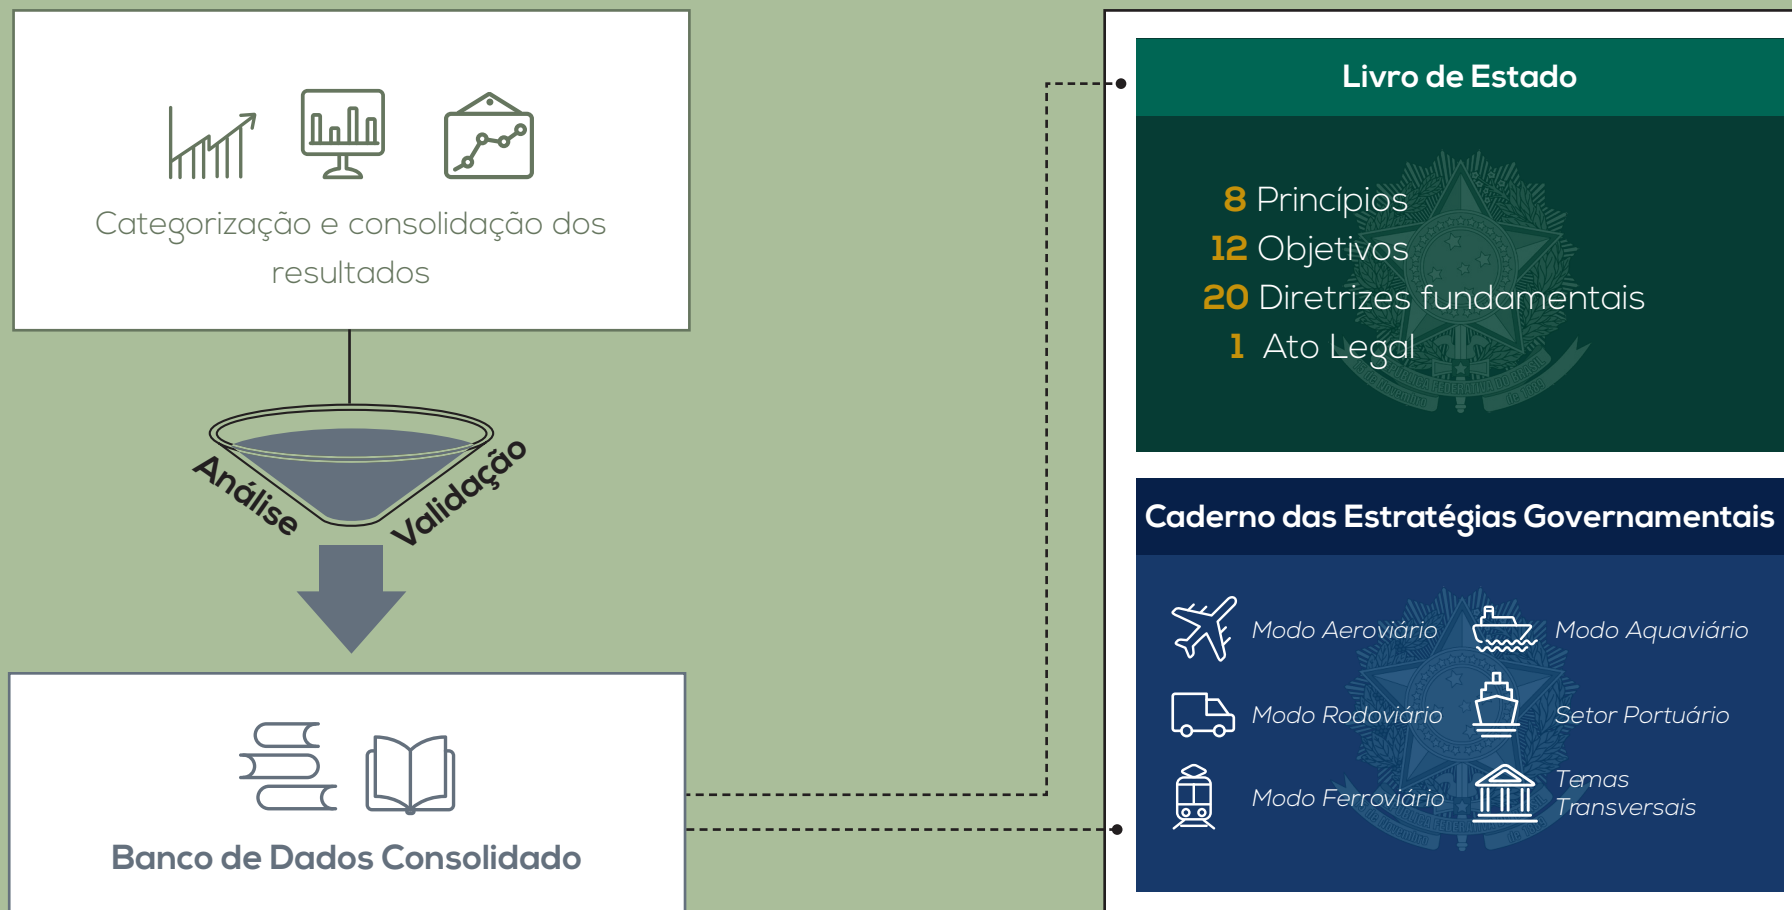 Categorização e consolidação dos
resultados
Análise
Validação
Banco de Dados Consolidado
Livro de Estado
8 Princípios
12 Objetivos
20 Diretrizes fundamentais
1 Ato Legal
Caderno das Estratégias Governamentais
Modo Aeroviário
Modo Aquaviário
Modo Rodoviário
Setor Portuário
Modo Ferroviário
Temas
Transversais